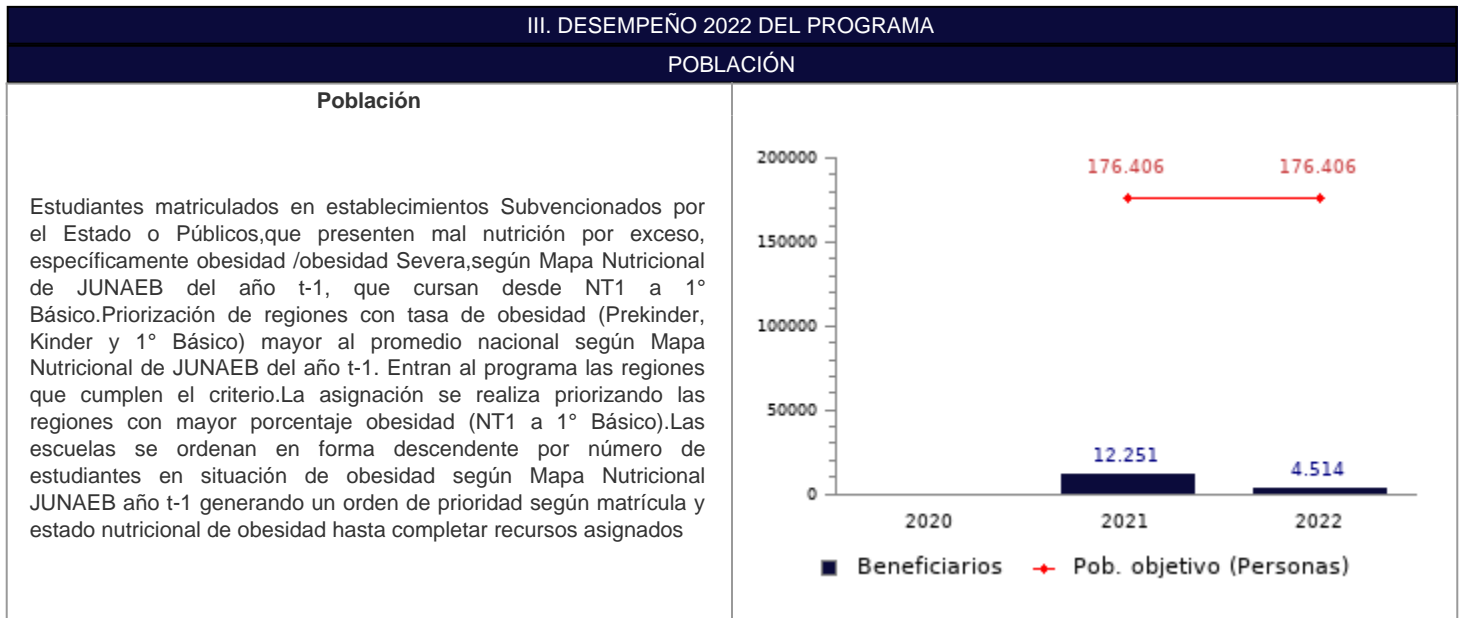 III. DESEMPEÑO 2022 DEL PROGRAMA
POBLACIÓN
Población
Estudiantes matriculados en establecimientos Subvencionados por
el Estado o Públicos,que presenten mal nutrición por exceso,
específicamente obesidad /obesidad Severa,según Mapa Nutricional
de JUNAEB del año t-1, que cursan desde NT1 a 1°
Básico.Priorización de regiones con tasa de obesidad (Prekinder,
Kinder y 1° Básico) mayor al promedio nacional según Mapa
Nutricional de JUNAEB del año t-1. Entran al programa las regiones
que cumplen el criterio.La asignación se realiza priorizando las
regiones con mayor porcentaje obesidad (NT1 a 1° Básico).Las
escuelas se ordenan en forma descendente por número de
estudiantes en situación de obesidad según Mapa Nutricional
JUNAEB año t-1 generando un orden de prioridad según matrícula y
estado nutricional de obesidad hasta completar recursos asignados
200000
176.406 176.406
150000
100000
50000
12.251 4.514
0
2020 2021 2022
Beneficiarios Pob. objetivo (Personas)